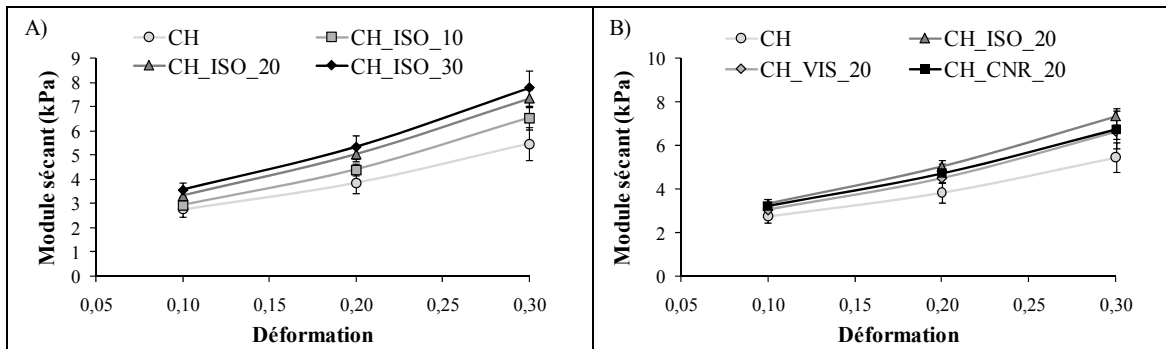 A)
CH
CH_ISO_10
CH_ISO_20
CH_ISO_30
Module sécant (kPa)
9
8
7
6
5
4
3
2
1
0
0,05
0,10
0,15
0,20
0,25
0,30
Déformation
B)
CH
CH_ISO_20
CH_VIS_20
CH_CNR_20
Module sécant (kPa)
10
8
6
4
2
0
0,05
0,10
0,15
0,20
0,25
0,30
Déformation